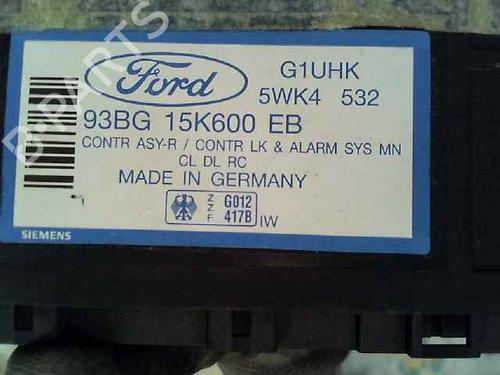 Ford
G1UHK
5WK4 532
93BG 15K600 EB
CONTR ASY-R / CONTR LK & ALARM SYS MN
CL DL RC
MADE IN GERMANY
Z Z F G012 417B IW
SIEMENS
B-PARTS